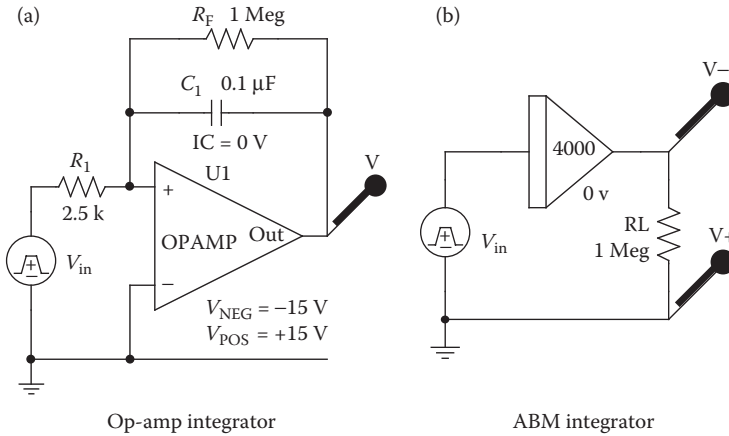 (a)
R_F 1 Meg
C_1 0.1 µF
IC = 0 V
R_1
2.5 k
U1
+
OPAMP
Out
−
V
V_in
V_NEG = −15 V
V_POS = +15 V
Op-amp integrator
(b)
V−
4000
0 v
V_in
RL
1 Meg
V+
ABM integrator